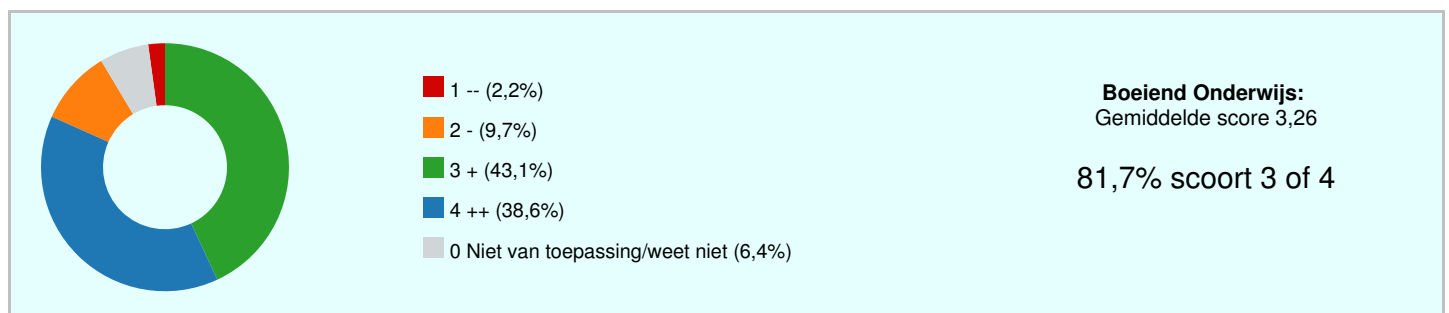 1 -- (2,2%)
2 - (9,7%)
3 + (43,1%)
4 ++ (38,6%)
0 Niet van toepassing/weet niet (6,4%)
Boeiend Onderwijs:
Gemiddelde score 3,26
81,7% scoort 3 of 4